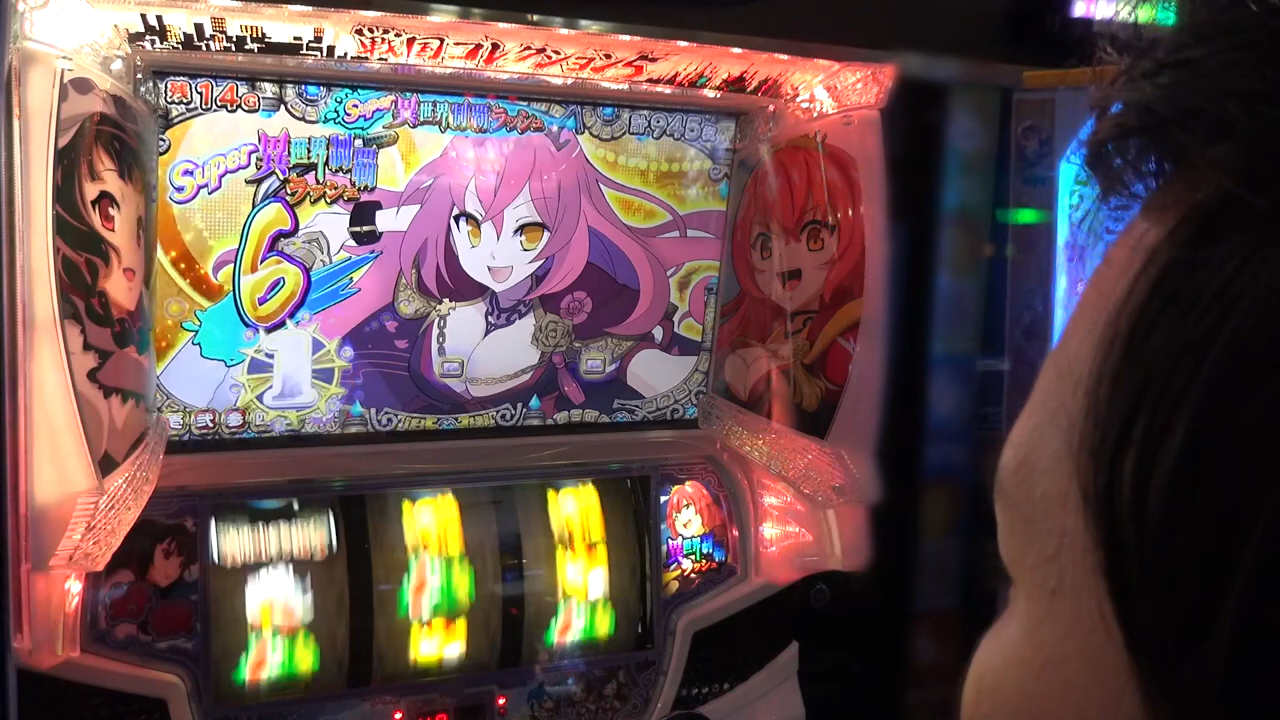 戦国コレクション5
残14G
Super異世界制覇ラッシュ
計945枚
Super異世界制覇
ラッシュ
6
1
壱 弐 参
異世界制覇
ラッシュ